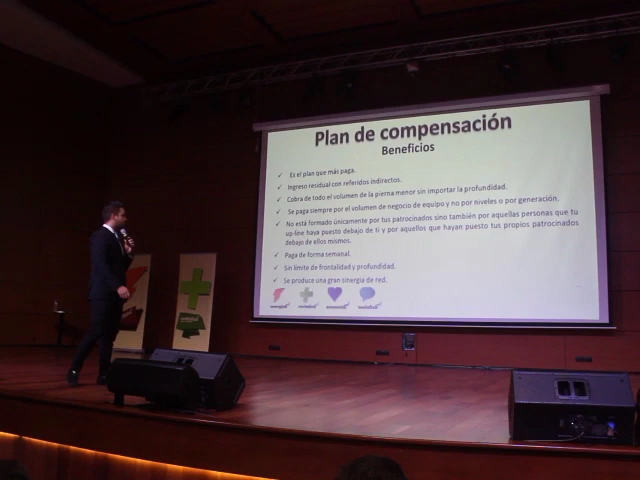 Plan de compensación
Beneficios
✓ Es el plan que más paga.
✓ Ingreso residual con referidos indirectos.
✓ Cobra de todo el volumen de la pierna menor sin importar la profundidad.
✓ Se paga siempre por el volumen de negocio de equipo y no por niveles o por generación.
✓ No está formado únicamente por tus patrocinados sino también por aquellas personas que tu
up-line haya puesto debajo de ti y por aquellos que hayan puesto tus propios patrocinados
debajo de ellos mismos.
✓ Paga de forma semanal.
✓ Sin límite de frontalidad y profundidad.
✓ Se produce una gran sinergia de red.